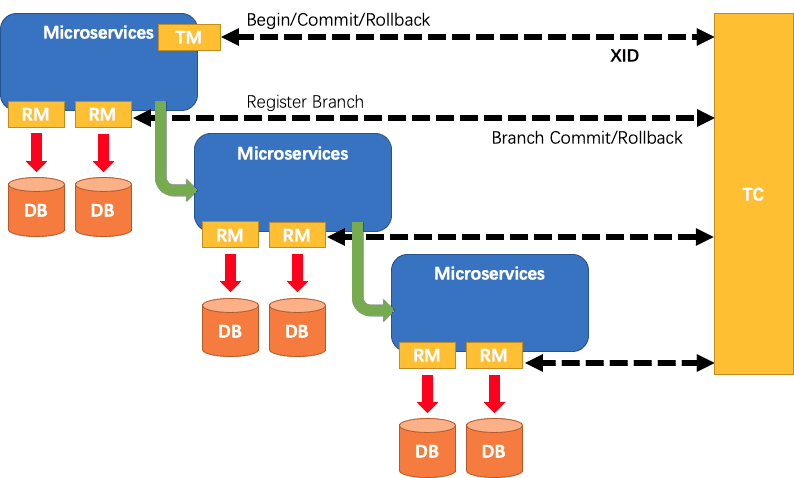 Begin/Commit/Rollback
Microservices
TM
XID
RM
RM
Register Branch
Branch Commit/Rollback
Microservices
TC
DB
DB
RM
RM
Microservices
DB
DB
RM
RM
DB
DB